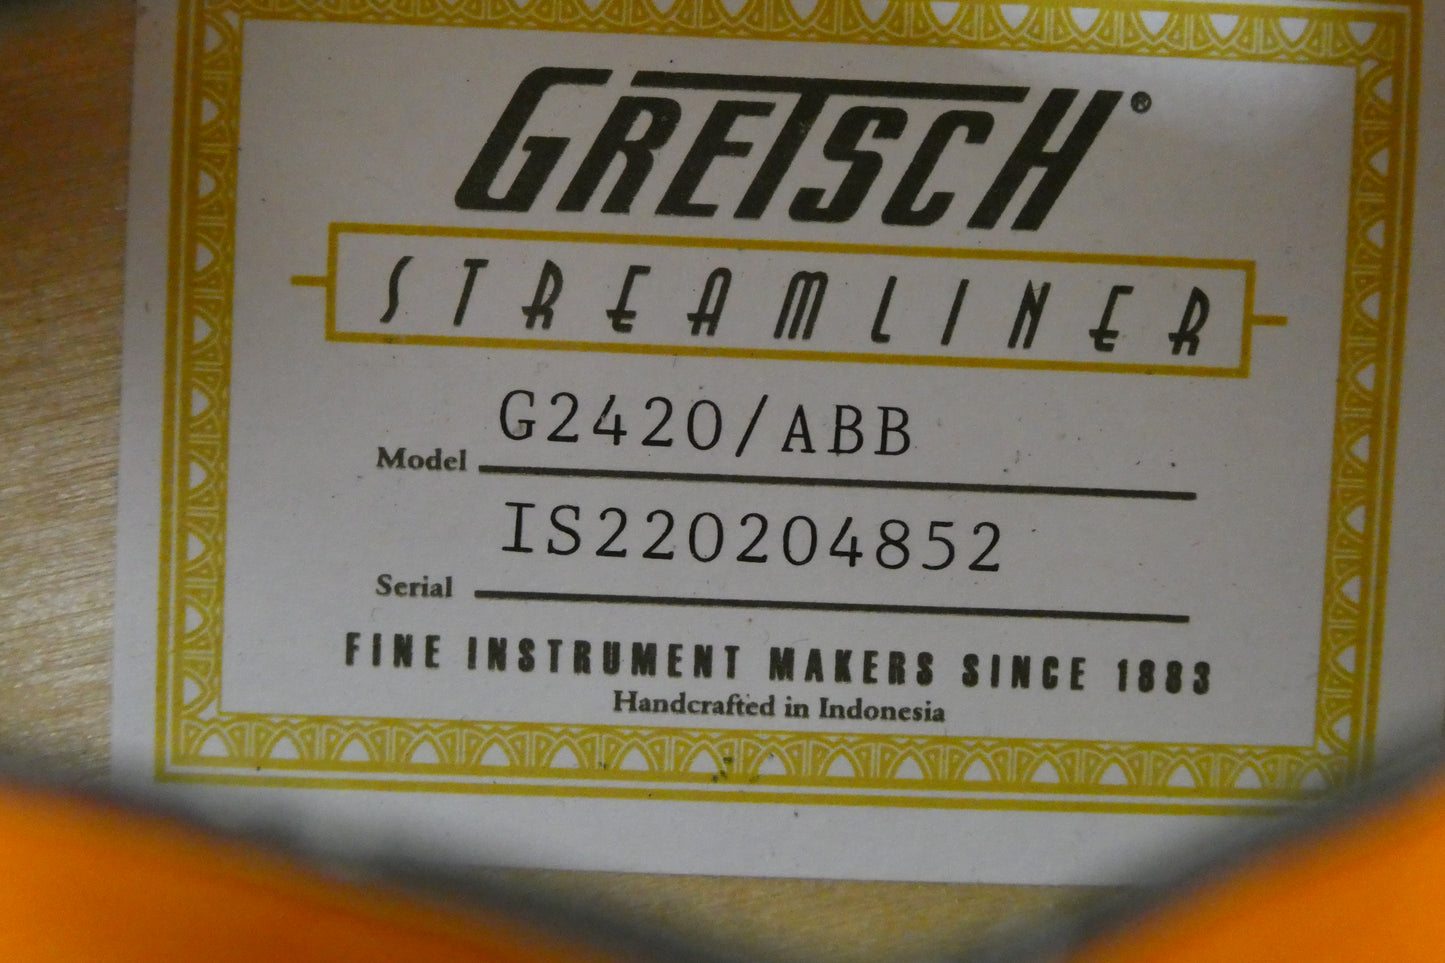 GRETSCH®
STREAMLINER
Model G2420/ABB
Serial IS220204852
FINE INSTRUMENT MAKERS SINCE 1883
Handcrafted in Indonesia